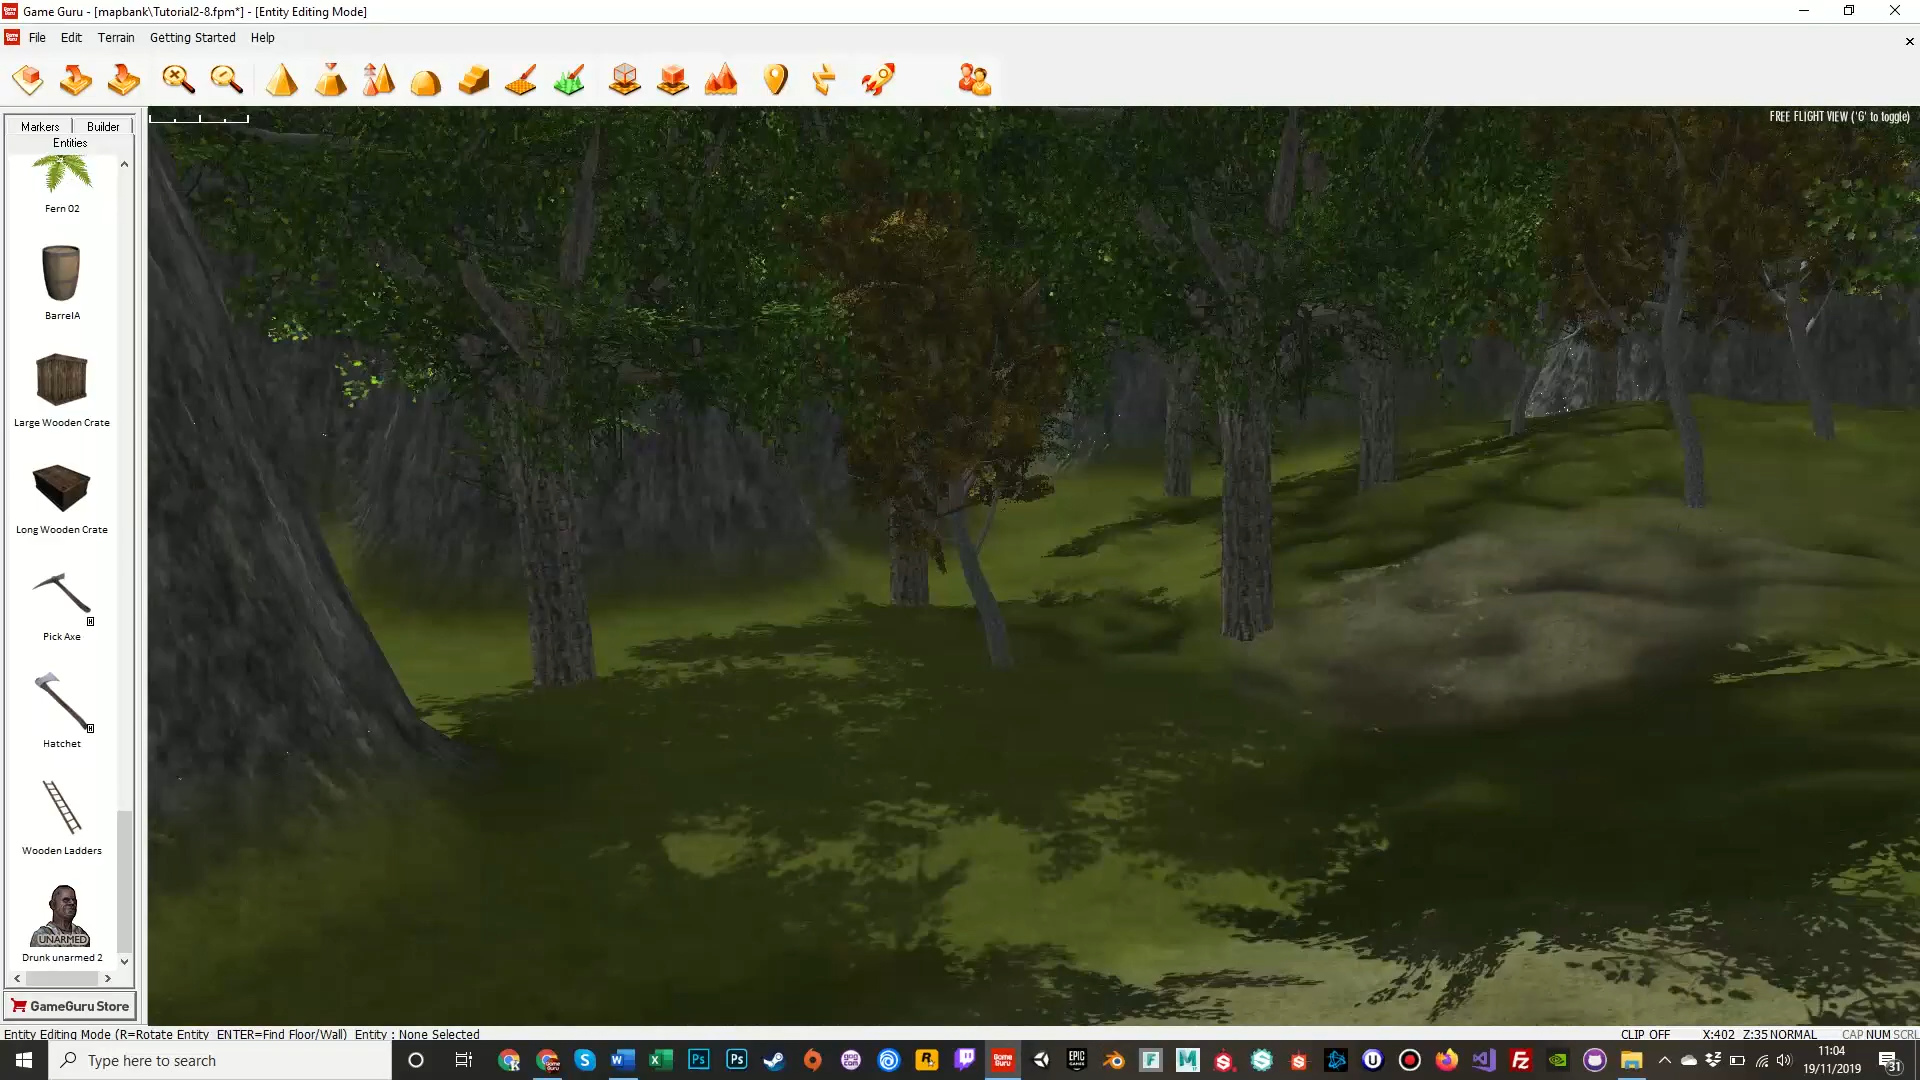 Game Guru - [mapbank\Tutorial2-8.fpm*] - [Entity Editing Mode]
File Edit Terrain Getting Started Help
FREE FLIGHT VIEW ('G' to toggle)
Markers Builder
Entities
Fern 02
BarrelA
Large Wooden Crate
Long Wooden Crate
Pick Axe
H
Hatchet
H
Wooden Ladders
UNARMED
Drunk unarmed 2
GameGuru Store
Entity Editing Mode (R=Rotate Entity ENTER=Find Floor/Wall) Entity : None Selected
CLIP OFF X:402 Z:35 NORMAL CAP NUM SCRL
Type here to search
11:04
19/11/2019
31